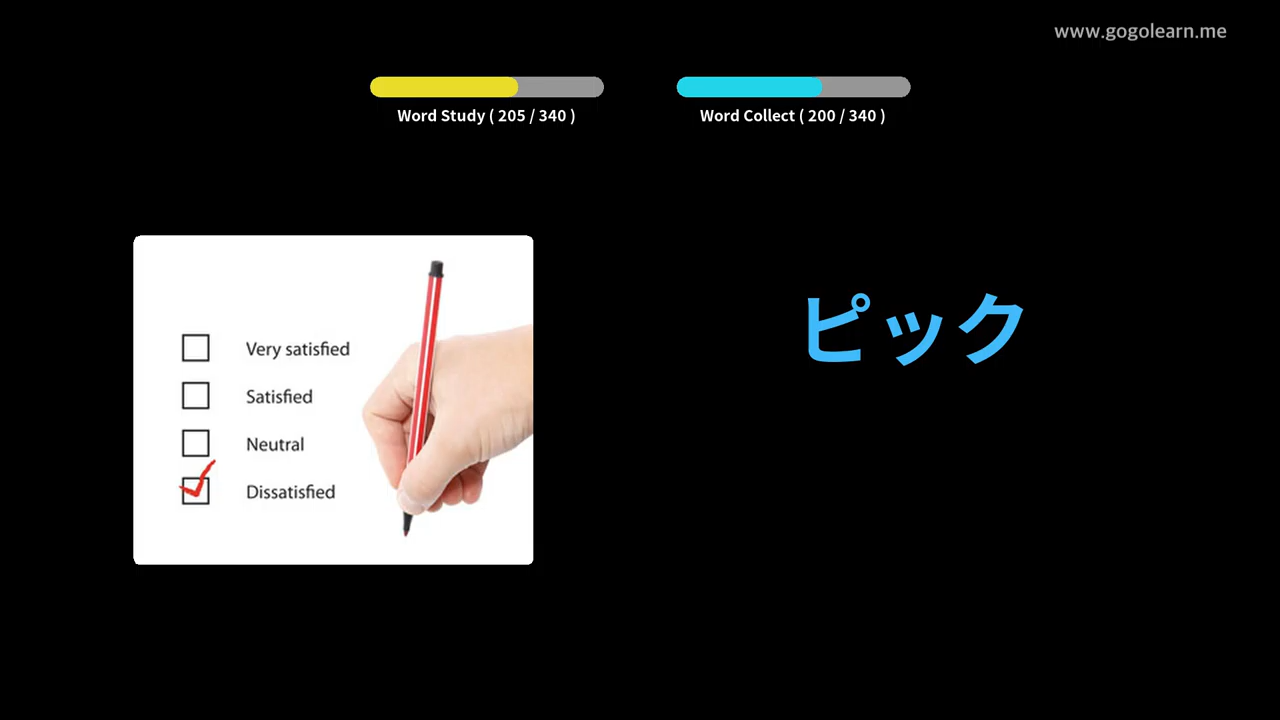 www.gogolearn.me
Word Study ( 205 / 340 )
Word Collect ( 200 / 340 )
Very satisfied
Satisfied
Neutral
Dissatisfied
ピック